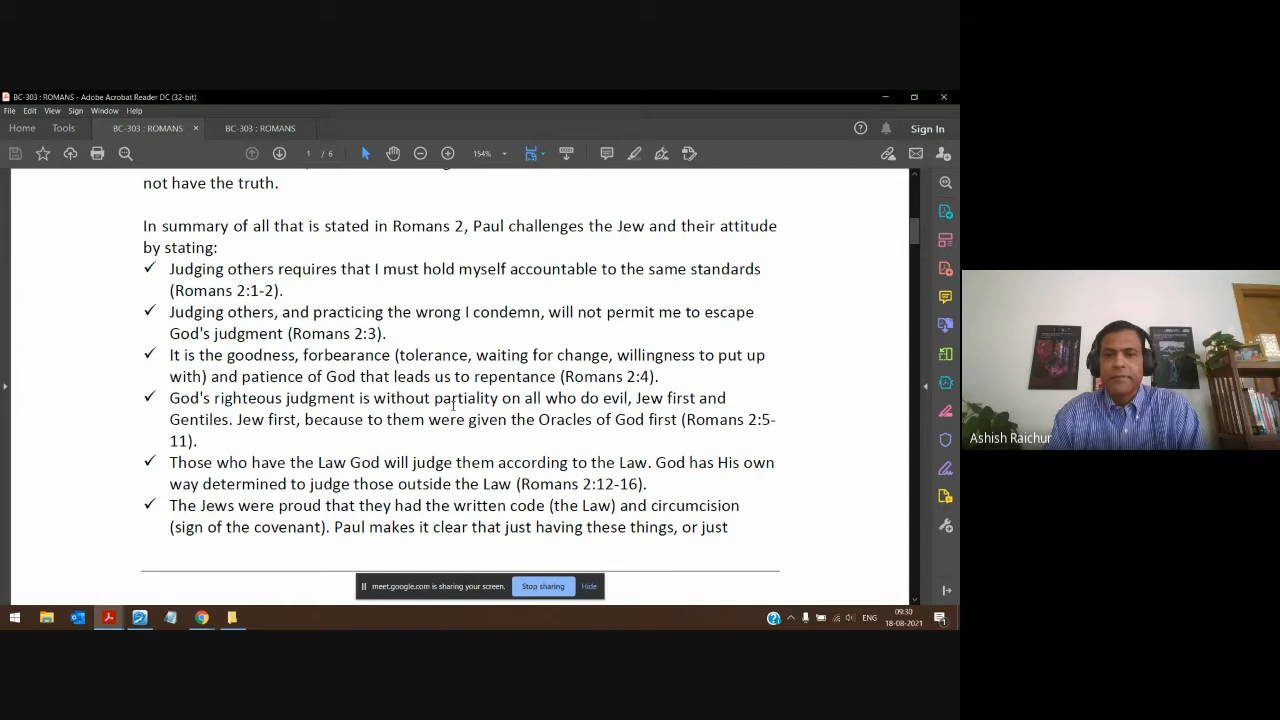 BC-303 : ROMANS - Adobe Acrobat Reader DC (32-bit)
File Edit View Sign Window Help
Home Tools BC-303 : ROMANS × BC-303 : ROMANS Sign In
1 / 6 154%
not have the truth.
In summary of all that is stated in Romans 2, Paul challenges the Jew and their attitude
by stating:
✓ Judging others requires that I must hold myself accountable to the same standards
(Romans 2:1-2).
✓ Judging others, and practicing the wrong I condemn, will not permit me to escape
God's judgment (Romans 2:3).
✓ It is the goodness, forbearance (tolerance, waiting for change, willingness to put up
with) and patience of God that leads us to repentance (Romans 2:4).
✓ God's righteous judgment is without partiality on all who do evil, Jew first and
Gentiles. Jew first, because to them were given the Oracles of God first (Romans 2:5-
11).
✓ Those who have the Law God will judge them according to the Law. God has His own
way determined to judge those outside the Law (Romans 2:12-16).
✓ The Jews were proud that they had the written code (the Law) and circumcision
(sign of the covenant). Paul makes it clear that just having these things, or just
meet.google.com is sharing your screen. Stop sharing Hide
ENG
09:30
18-08-2021
Ashish Raichur